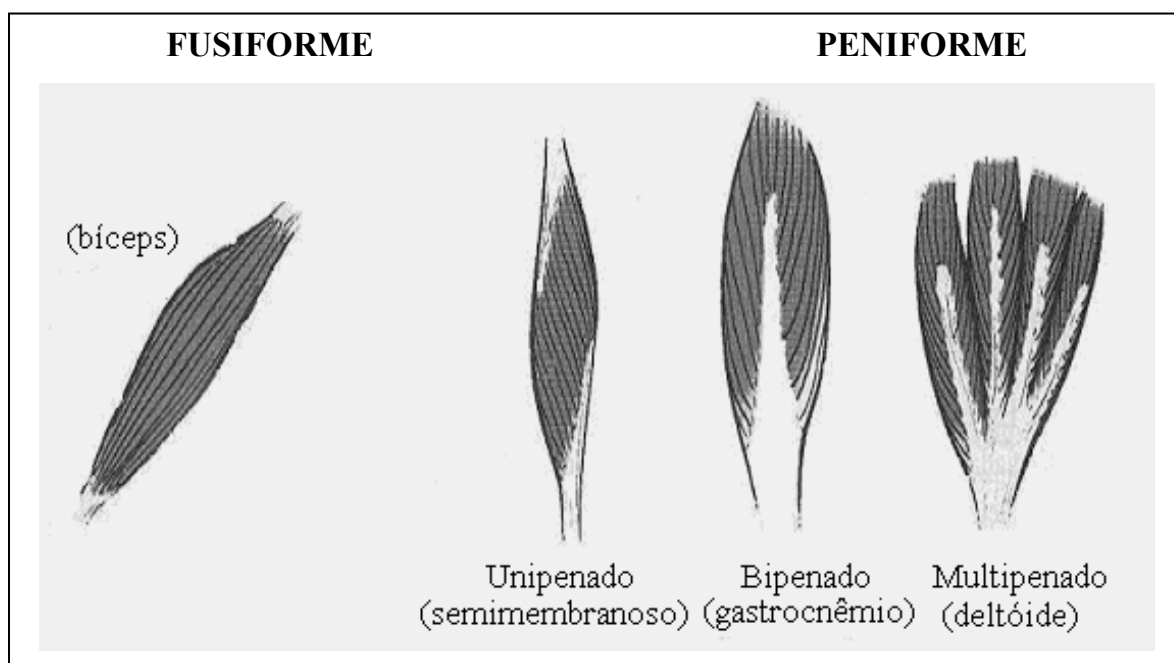 FUSIFORME PENIFORME
(bíceps)
Unipenado Bipenado Multipenado
(semimembranoso) (gastrocnêmio) (deltóide)